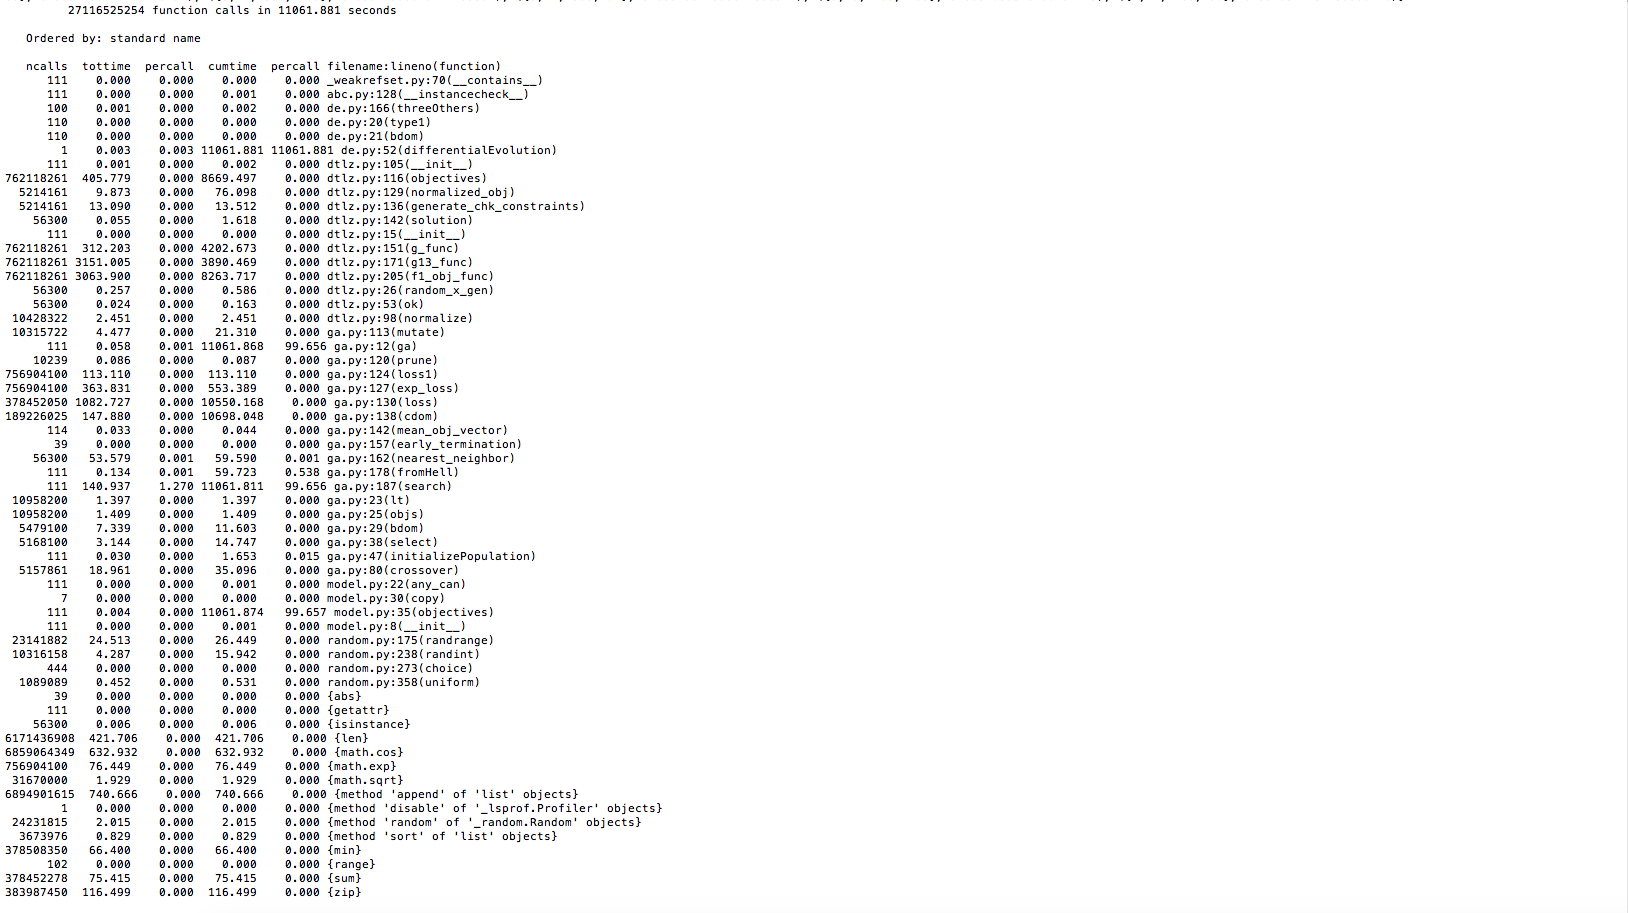 27116525254 function calls in 11061.881 seconds
Ordered by: standard name
ncalls tottime percall cumtime percall filename:lineno(function)
111 0.000 0.000 0.000 0.000 _weakrefset.py:70(__contains__)
111 0.000 0.000 0.001 0.000 abc.py:128(__instancecheck__)
100 0.001 0.000 0.002 0.000 de.py:166(threeOthers)
110 0.000 0.000 0.000 0.000 de.py:20(type1)
110 0.000 0.000 0.000 0.000 de.py:21(bdom)
1 0.003 0.003 11061.881 11061.881 de.py:52(differentialEvolution)
111 0.001 0.000 0.002 0.000 dtlz.py:105(__init__)
762118261 405.779 0.000 8669.497 0.000 dtlz.py:116(objectives)
5214161 9.873 0.000 76.098 0.000 dtlz.py:129(normalized_obj)
5214161 13.090 0.000 13.512 0.000 dtlz.py:136(generate_chk_constraints)
56300 0.055 0.000 1.618 0.000 dtlz.py:142(solution)
111 0.000 0.000 0.000 0.000 dtlz.py:15(__init__)
762118261 312.203 0.000 4202.673 0.000 dtlz.py:151(g_func)
762118261 3151.005 0.000 3890.469 0.000 dtlz.py:171(g13_func)
762118261 3063.900 0.000 8263.717 0.000 dtlz.py:205(f1_obj_func)
56300 0.257 0.000 0.586 0.000 dtlz.py:26(random_x_gen)
56300 0.024 0.000 0.163 0.000 dtlz.py:53(ok)
10428322 2.451 0.000 2.451 0.000 dtlz.py:98(normalize)
10315722 4.477 0.000 21.310 0.000 ga.py:113(mutate)
111 0.058 0.001 11061.868 99.656 ga.py:12(ga)
10239 0.086 0.000 0.087 0.000 ga.py:120(prune)
756904100 113.110 0.000 113.110 0.000 ga.py:124(loss1)
756904100 363.831 0.000 553.389 0.000 ga.py:127(exp_loss)
378452050 1082.727 0.000 10550.168 0.000 ga.py:130(loss)
189226025 147.880 0.000 10698.048 0.000 ga.py:138(cdom)
114 0.033 0.000 0.044 0.000 ga.py:142(mean_obj_vector)
39 0.000 0.000 0.000 0.000 ga.py:157(early_termination)
56300 53.579 0.001 59.590 0.001 ga.py:162(nearest_neighbor)
111 0.134 0.001 59.723 0.538 ga.py:178(fromHell)
111 140.937 1.270 11061.811 99.656 ga.py:187(search)
10958200 1.397 0.000 1.397 0.000 ga.py:23(lt)
10958200 1.409 0.000 1.409 0.000 ga.py:25(objs)
5479100 7.339 0.000 11.603 0.000 ga.py:29(bdom)
5168100 3.144 0.000 14.747 0.000 ga.py:38(select)
111 0.030 0.000 1.653 0.015 ga.py:47(initializePopulation)
5157861 18.961 0.000 35.096 0.000 ga.py:80(crossover)
111 0.000 0.000 0.001 0.000 model.py:22(any_can)
7 0.000 0.000 0.000 0.000 model.py:30(copy)
111 0.004 0.000 11061.874 99.657 model.py:35(objectives)
111 0.000 0.000 0.001 0.000 model.py:8(__init__)
23141882 24.513 0.000 26.449 0.000 random.py:175(randrange)
10316158 4.287 0.000 15.942 0.000 random.py:238(randint)
444 0.000 0.000 0.000 0.000 random.py:273(choice)
1089089 0.452 0.000 0.531 0.000 random.py:358(uniform)
39 0.000 0.000 0.000 0.000 {abs}
111 0.000 0.000 0.000 0.000 {getattr}
56300 0.006 0.000 0.006 0.000 {isinstance}
6171436908 421.706 0.000 421.706 0.000 {len}
6859064349 632.932 0.000 632.932 0.000 {math.cos}
756904100 76.449 0.000 76.449 0.000 {math.exp}
31670000 1.929 0.000 1.929 0.000 {math.sqrt}
6894901615 740.666 0.000 740.666 0.000 {method 'append' of 'list' objects}
1 0.000 0.000 0.000 0.000 {method 'disable' of '_lsprof.Profiler' objects}
24231815 2.015 0.000 2.015 0.000 {method 'random' of '_random.Random' objects}
3673976 0.829 0.000 0.829 0.000 {method 'sort' of 'list' objects}
378508350 66.400 0.000 66.400 0.000 {min}
102 0.000 0.000 0.000 0.000 {range}
378452278 75.415 0.000 75.415 0.000 {sum}
383987450 116.499 0.000 116.499 0.000 {zip}